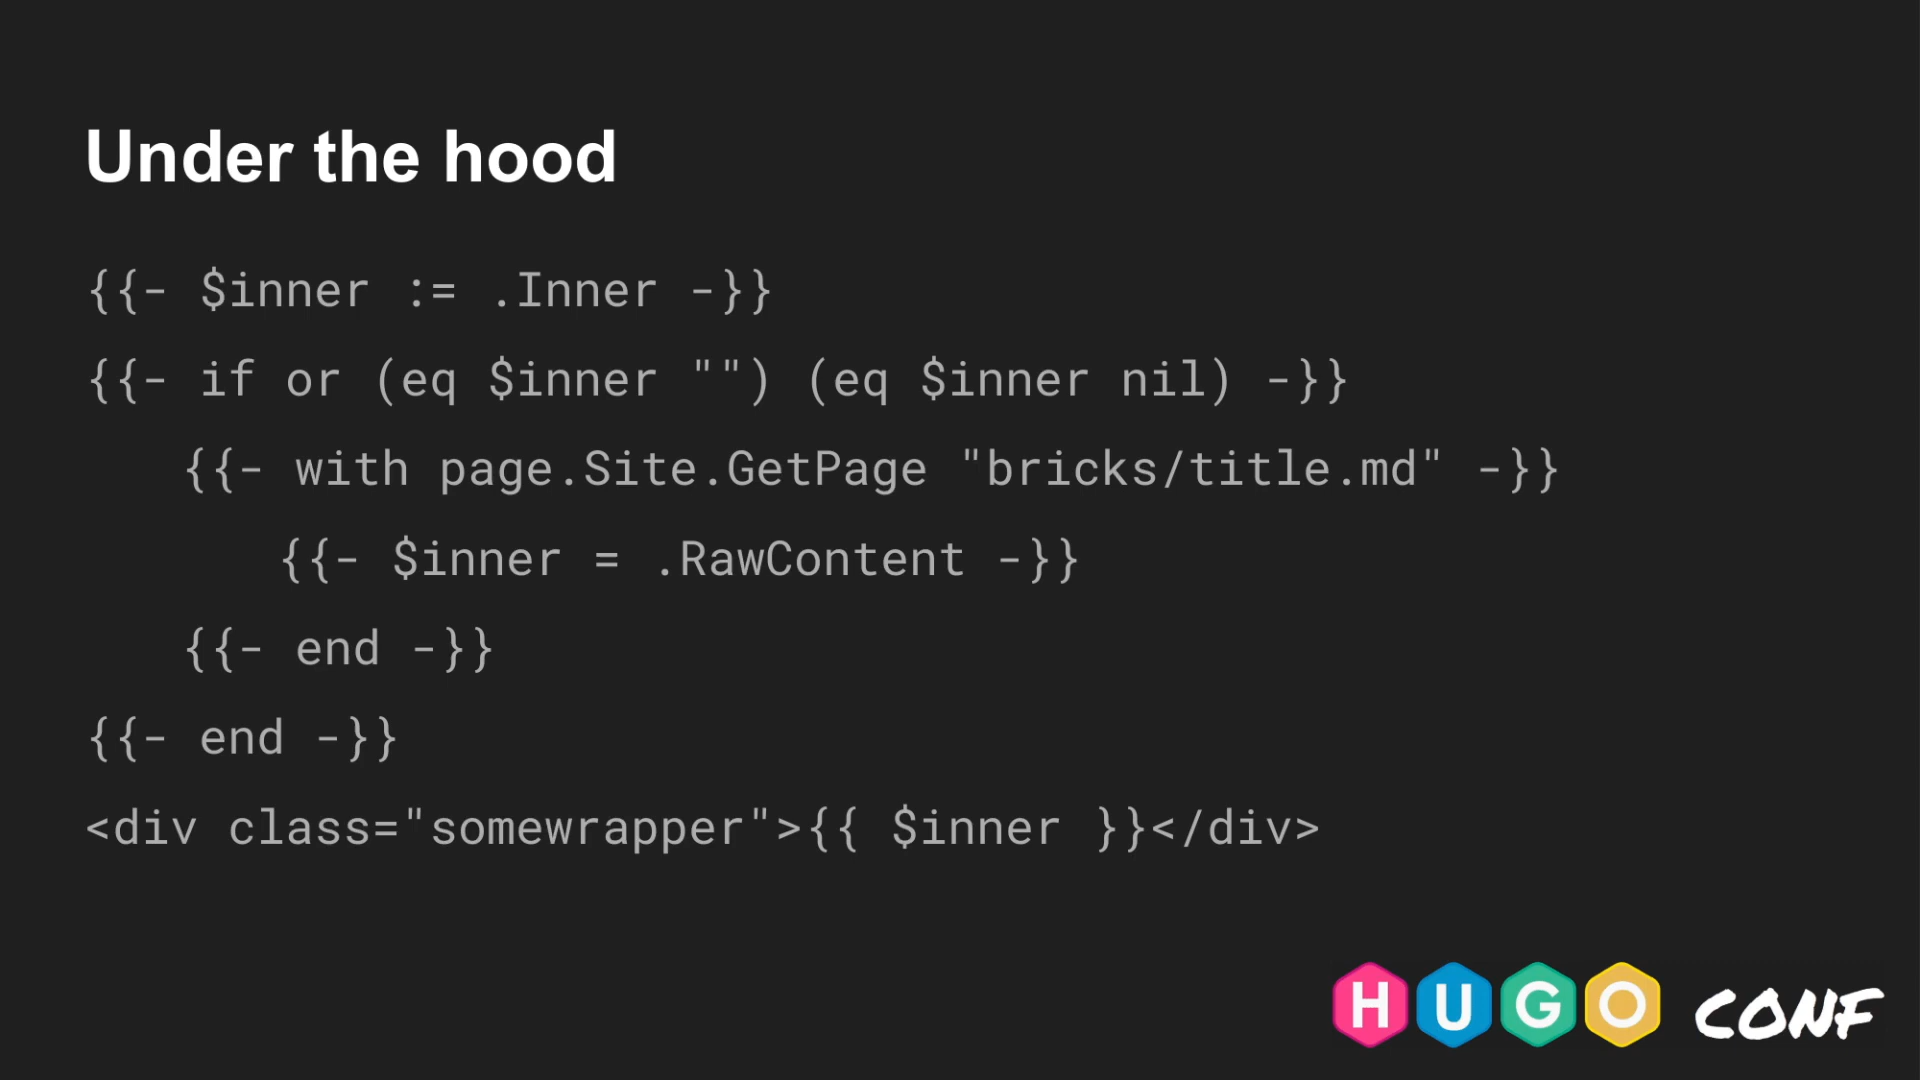 Under the hood
{{- $inner := .Inner -}}
{{- if or (eq $inner "") (eq $inner nil) -}}
{{- with page.Site.GetPage "bricks/title.md" -}}
{{- $inner = .RawContent -}}
{{- end -}}
{{- end -}}
<div class="somewrapper">{{ $inner }}</div>
HUGO CONF